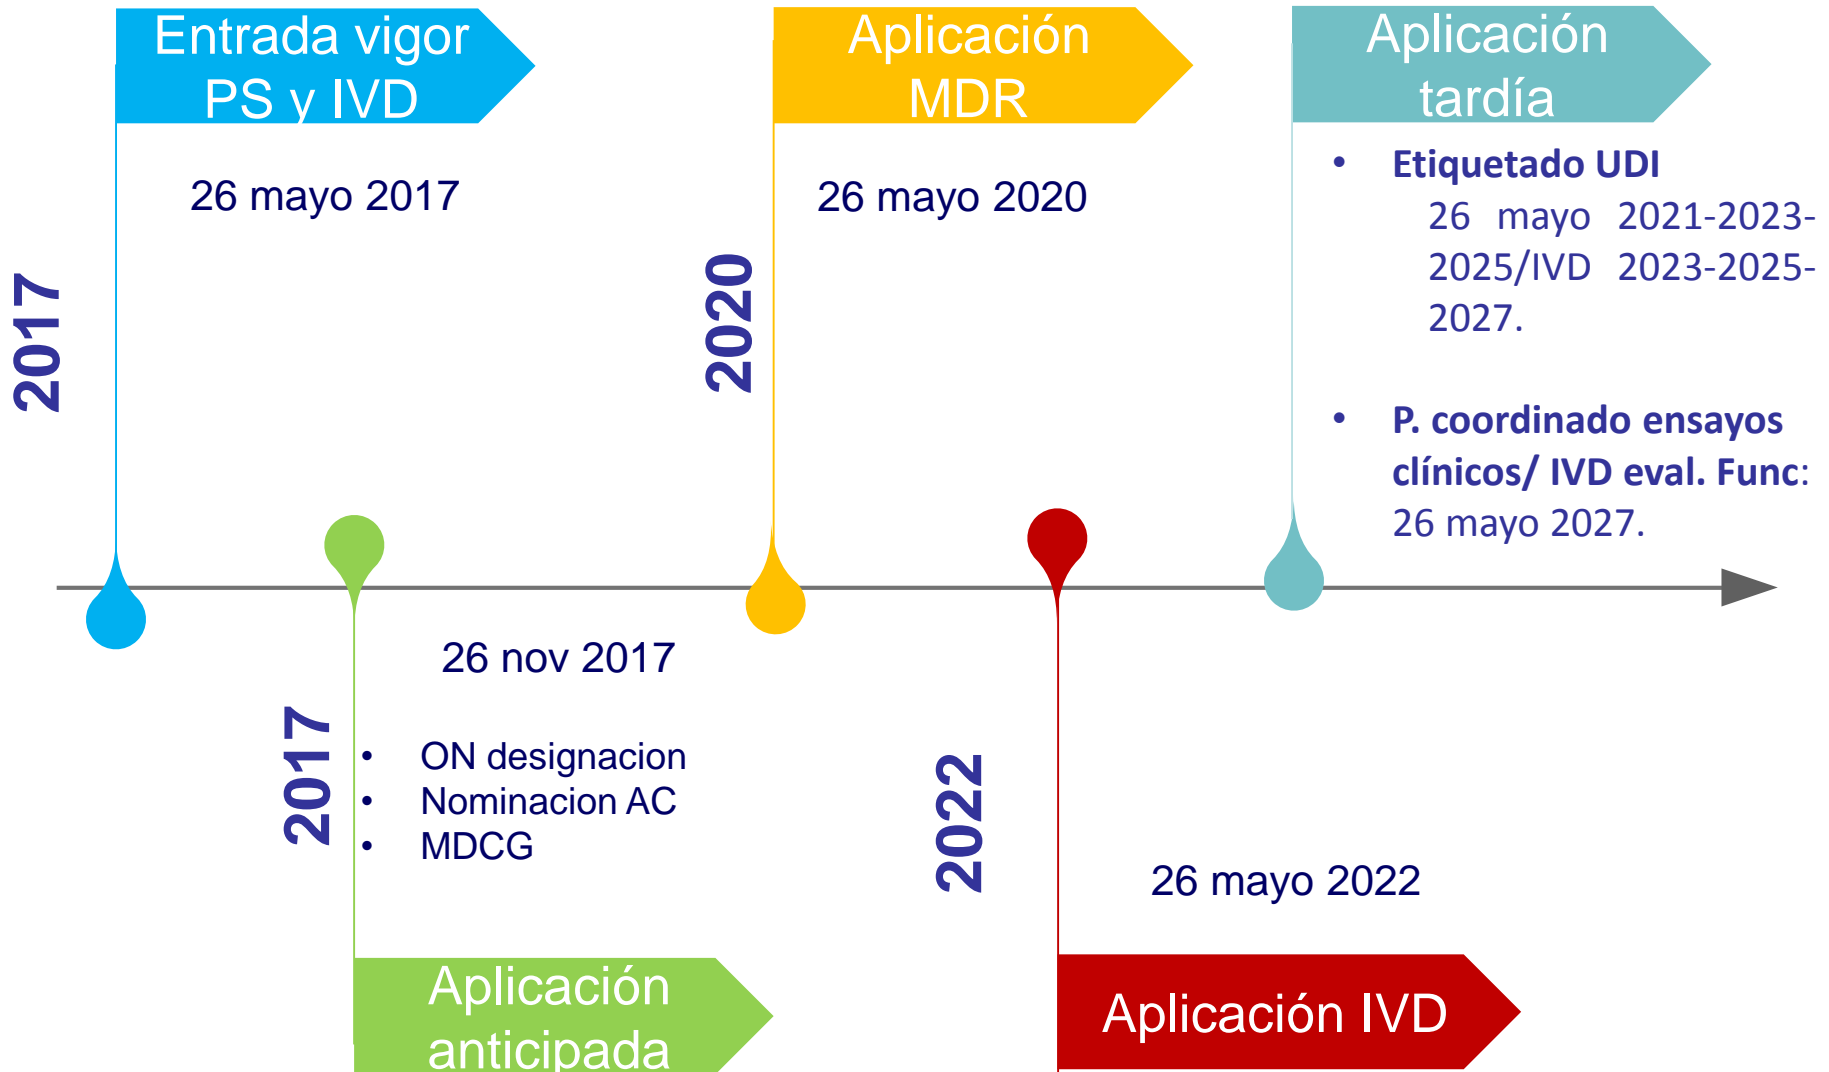 Entrada vigor
PS y IVD
26 mayo 2017
2017
Aplicación
MDR
26 mayo 2020
2020
Aplicación
tardía
• Etiquetado UDI
26 mayo 2021-2023-
2025/IVD 2023-2025-
2027.
• P. coordinado ensayos
clínicos/ IVD eval. Func:
26 mayo 2027.
26 nov 2017
2017
• ON designacion
• Nominacion AC
• MDCG
Aplicación
anticipada
2022
26 mayo 2022
Aplicación IVD